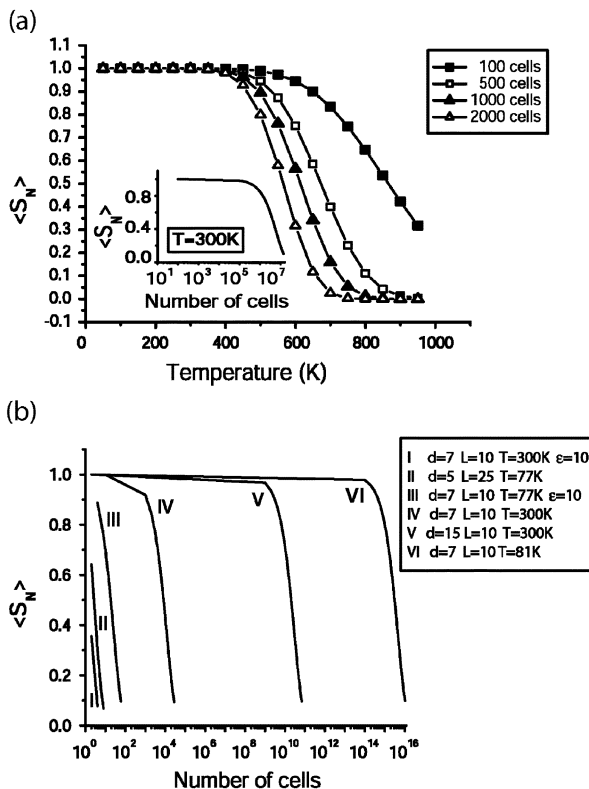 (a)
1.1
1.0
0.9
0.8
0.7
0.6
0.5
0.4
0.3
0.2
0.1
0.0
-0.1
<S_N>
100 cells
500 cells
1000 cells
2000 cells
0.8
0.4
0.0
<S_N>
T=300K
10^1 10^3 10^5 10^7
Number of cells
0 200 400 600 800 1000
Temperature (K)
(b)
1.0
0.8
0.6
0.4
0.2
0.0
<S_N>
I
II
III
IV
V
VI
I d=7 L=10 T=300K ε=10
II d=5 L=25 T=77K
III d=7 L=10 T=77K ε=10
IV d=7 L=10 T=300K
V d=15 L=10 T=300K
VI d=7 L=10 T=81K
10^0 10^2 10^4 10^6 10^8 10^10 10^12 10^14 10^16
Number of cells